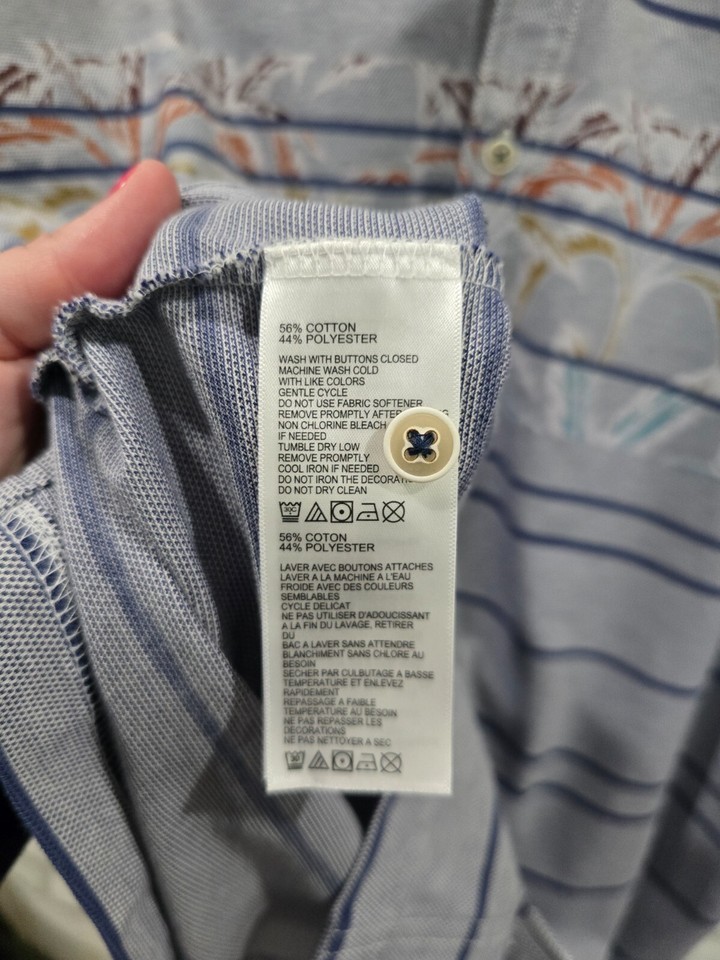 56% COTTON
44% POLYESTER
WASH WITH BUTTONS CLOSED
MACHINE WASH COLD
WITH LIKE COLORS
GENTLE CYCLE
DO NOT USE FABRIC SOFTENER
REMOVE PROMPTLY AFTER
NON CHLORINE BLEACH
IF NEEDED
TUMBLE DRY LOW
REMOVE PROMPTLY
COOL IRON IF NEEDED
DO NOT IRON THE
DO NOT DRY CLEAN
30C
56% COTON
44% POLYESTER
LAVER AVEC BOUTONS ATTACHES
LAVER A LA MACHINE A L'EAU
FROIDE AVEC DES COULEURS
SEMBLABLES
CYCLE DELICAT
NE PAS UTILISER D'ADOUCISSANT
A LA FIN DU LAVAGE, RETIRER
DU
BAC A LAVER SANS ATTENDRE
BLANCHIMENT SANS CHLORE AU
BESOIN
SECHER PAR CULBUTAGE A BASSE
TEMPERATURE ET ENLEVEZ
RAPIDEMENT
REPASSAGE A FAIBLE
TEMPERATURE AU BESOIN
NE PAS REPASSER LES
DECORATIONS
NE PAS NETTOYER A SEC